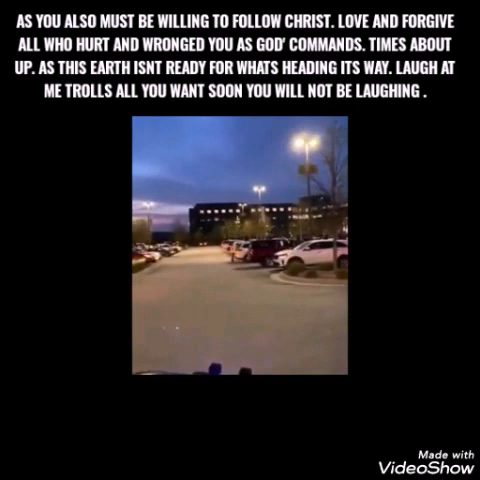 AS YOU ALSO MUST BE WILLING TO FOLLOW CHRIST. LOVE AND FORGIVE
ALL WHO HURT AND WRONGED YOU AS GOD' COMMANDS. TIMES ABOUT
UP. AS THIS EARTH ISNT READY FOR WHATS HEADING ITS WAY. LAUGH AT
ME TROLLS ALL YOU WANT SOON YOU WILL NOT BE LAUGHING .
Made with
VideoShow